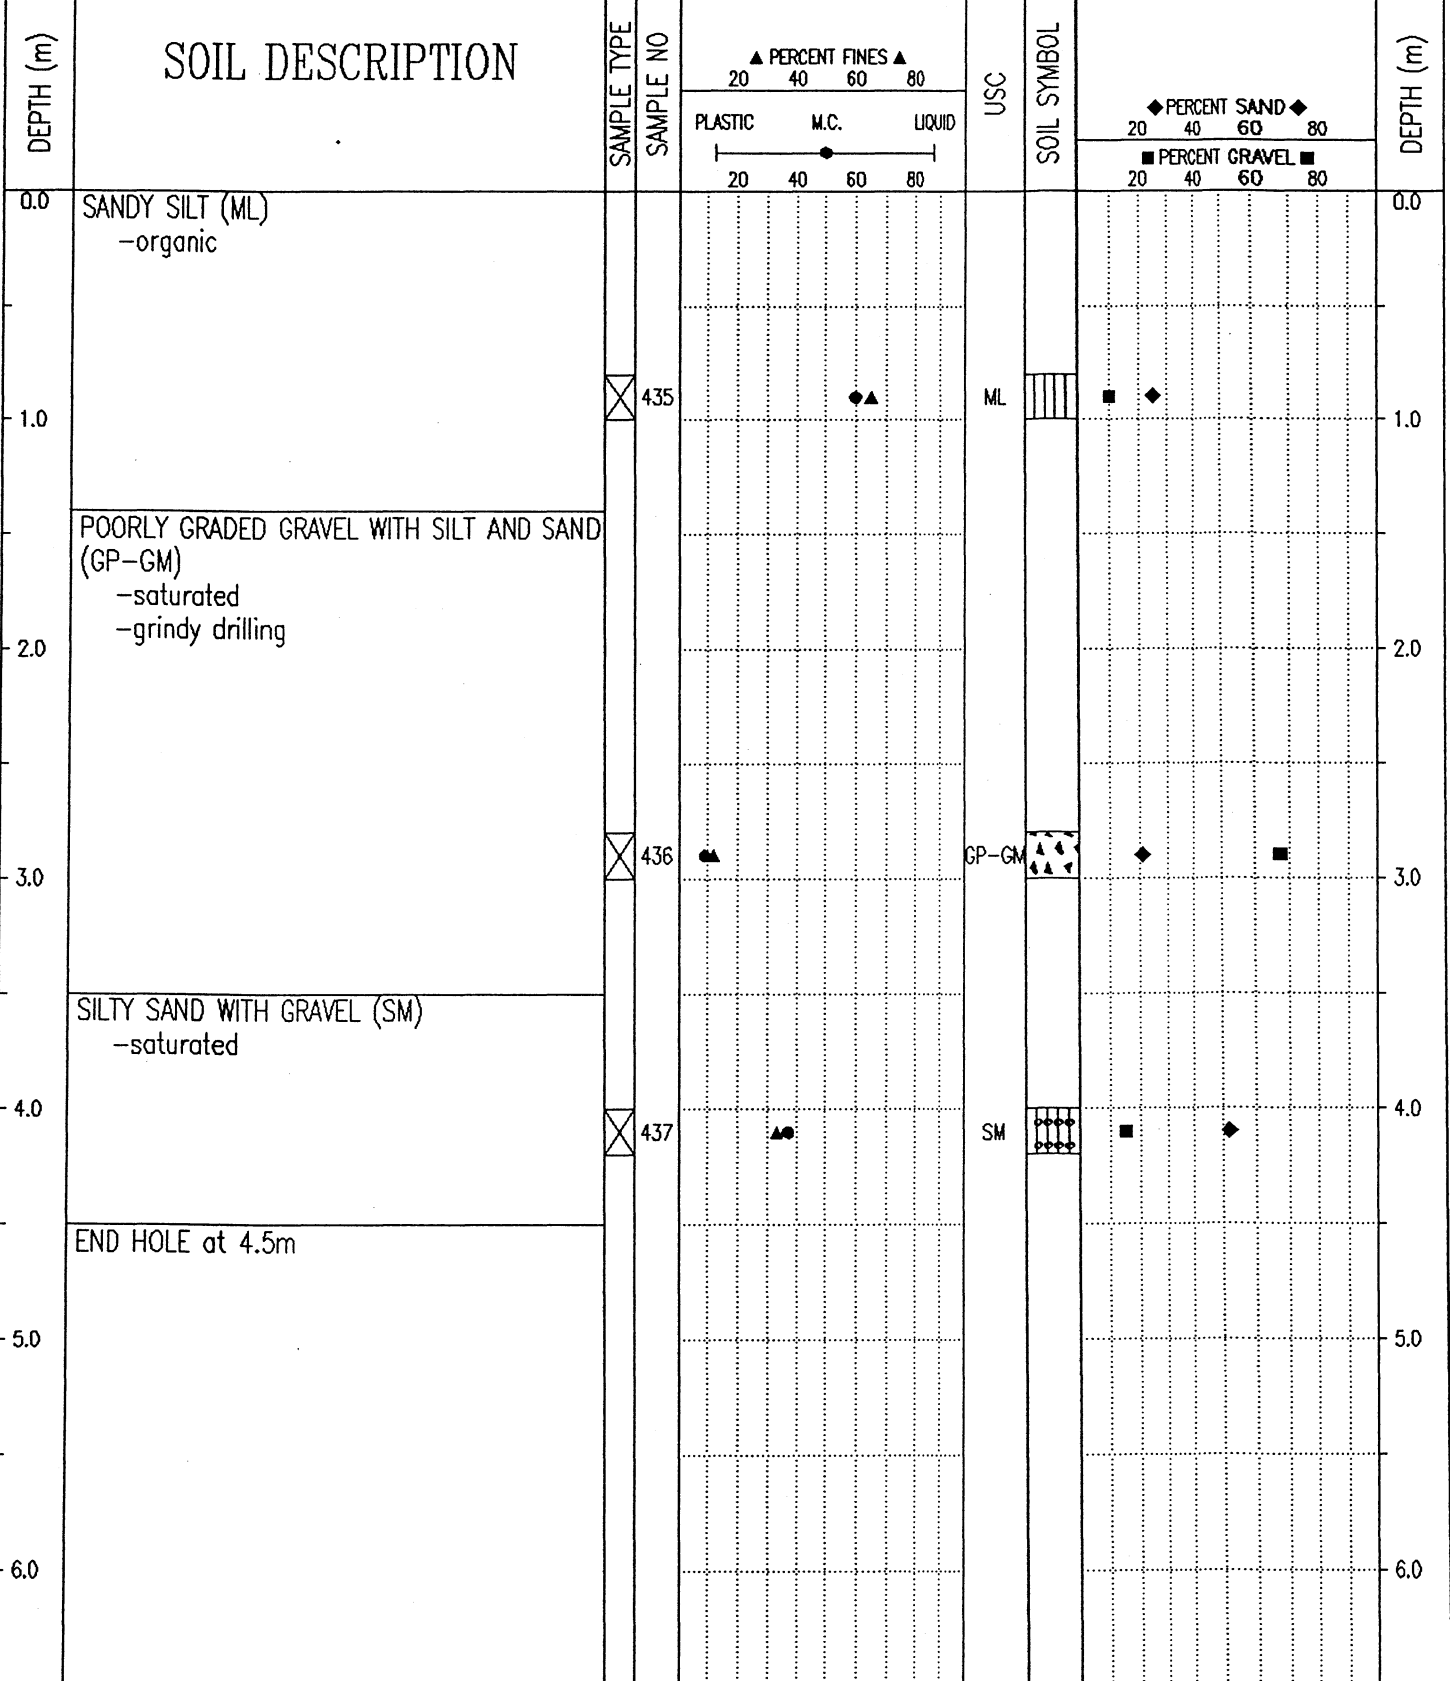 DEPTH (m)
SOIL DESCRIPTION
SAMPLE TYPE
SAMPLE NO
▲ PERCENT FINES ▲
20 40 60 80
PLASTIC M.C. LIQUID
20 40 60 80
USC
SOIL SYMBOL
◆ PERCENT SAND ◆
20 40 60 80
■ PERCENT GRAVEL ■
20 40 60 80
DEPTH (m)
0.0 0.0
SANDY SILT (ML)
-organic
435 ML
1.0 1.0
POORLY GRADED GRAVEL WITH SILT AND SAND
(GP-GM)
-saturated
-grindy drilling
2.0 2.0
436 GP-GM
3.0 3.0
SILTY SAND WITH GRAVEL (SM)
-saturated
4.0 4.0
437 SM
END HOLE at 4.5m
5.0 5.0
6.0 6.0